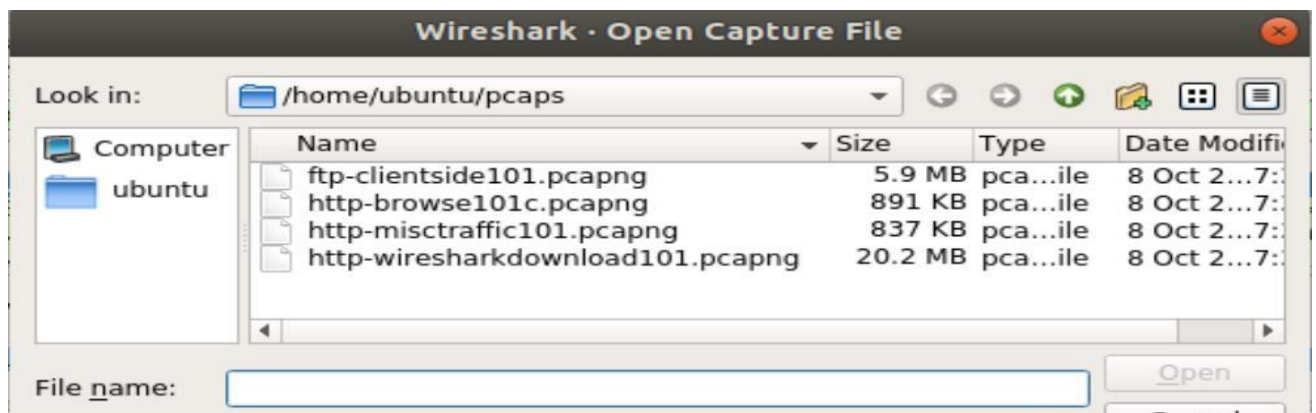 Wireshark · Open Capture File
Look in: /home/ubuntu/pcaps
Computer
ubuntu
Name Size Type Date Modifi
ftp-clientside101.pcapng 5.9 MB pca...ile 8 Oct 2...7:
http-browse101c.pcapng 891 KB pca...ile 8 Oct 2...7:
http-misctraffic101.pcapng 837 KB pca...ile 8 Oct 2...7:
http-wiresharkdownload101.pcapng 20.2 MB pca...ile 8 Oct 2...7:
File name:
Open